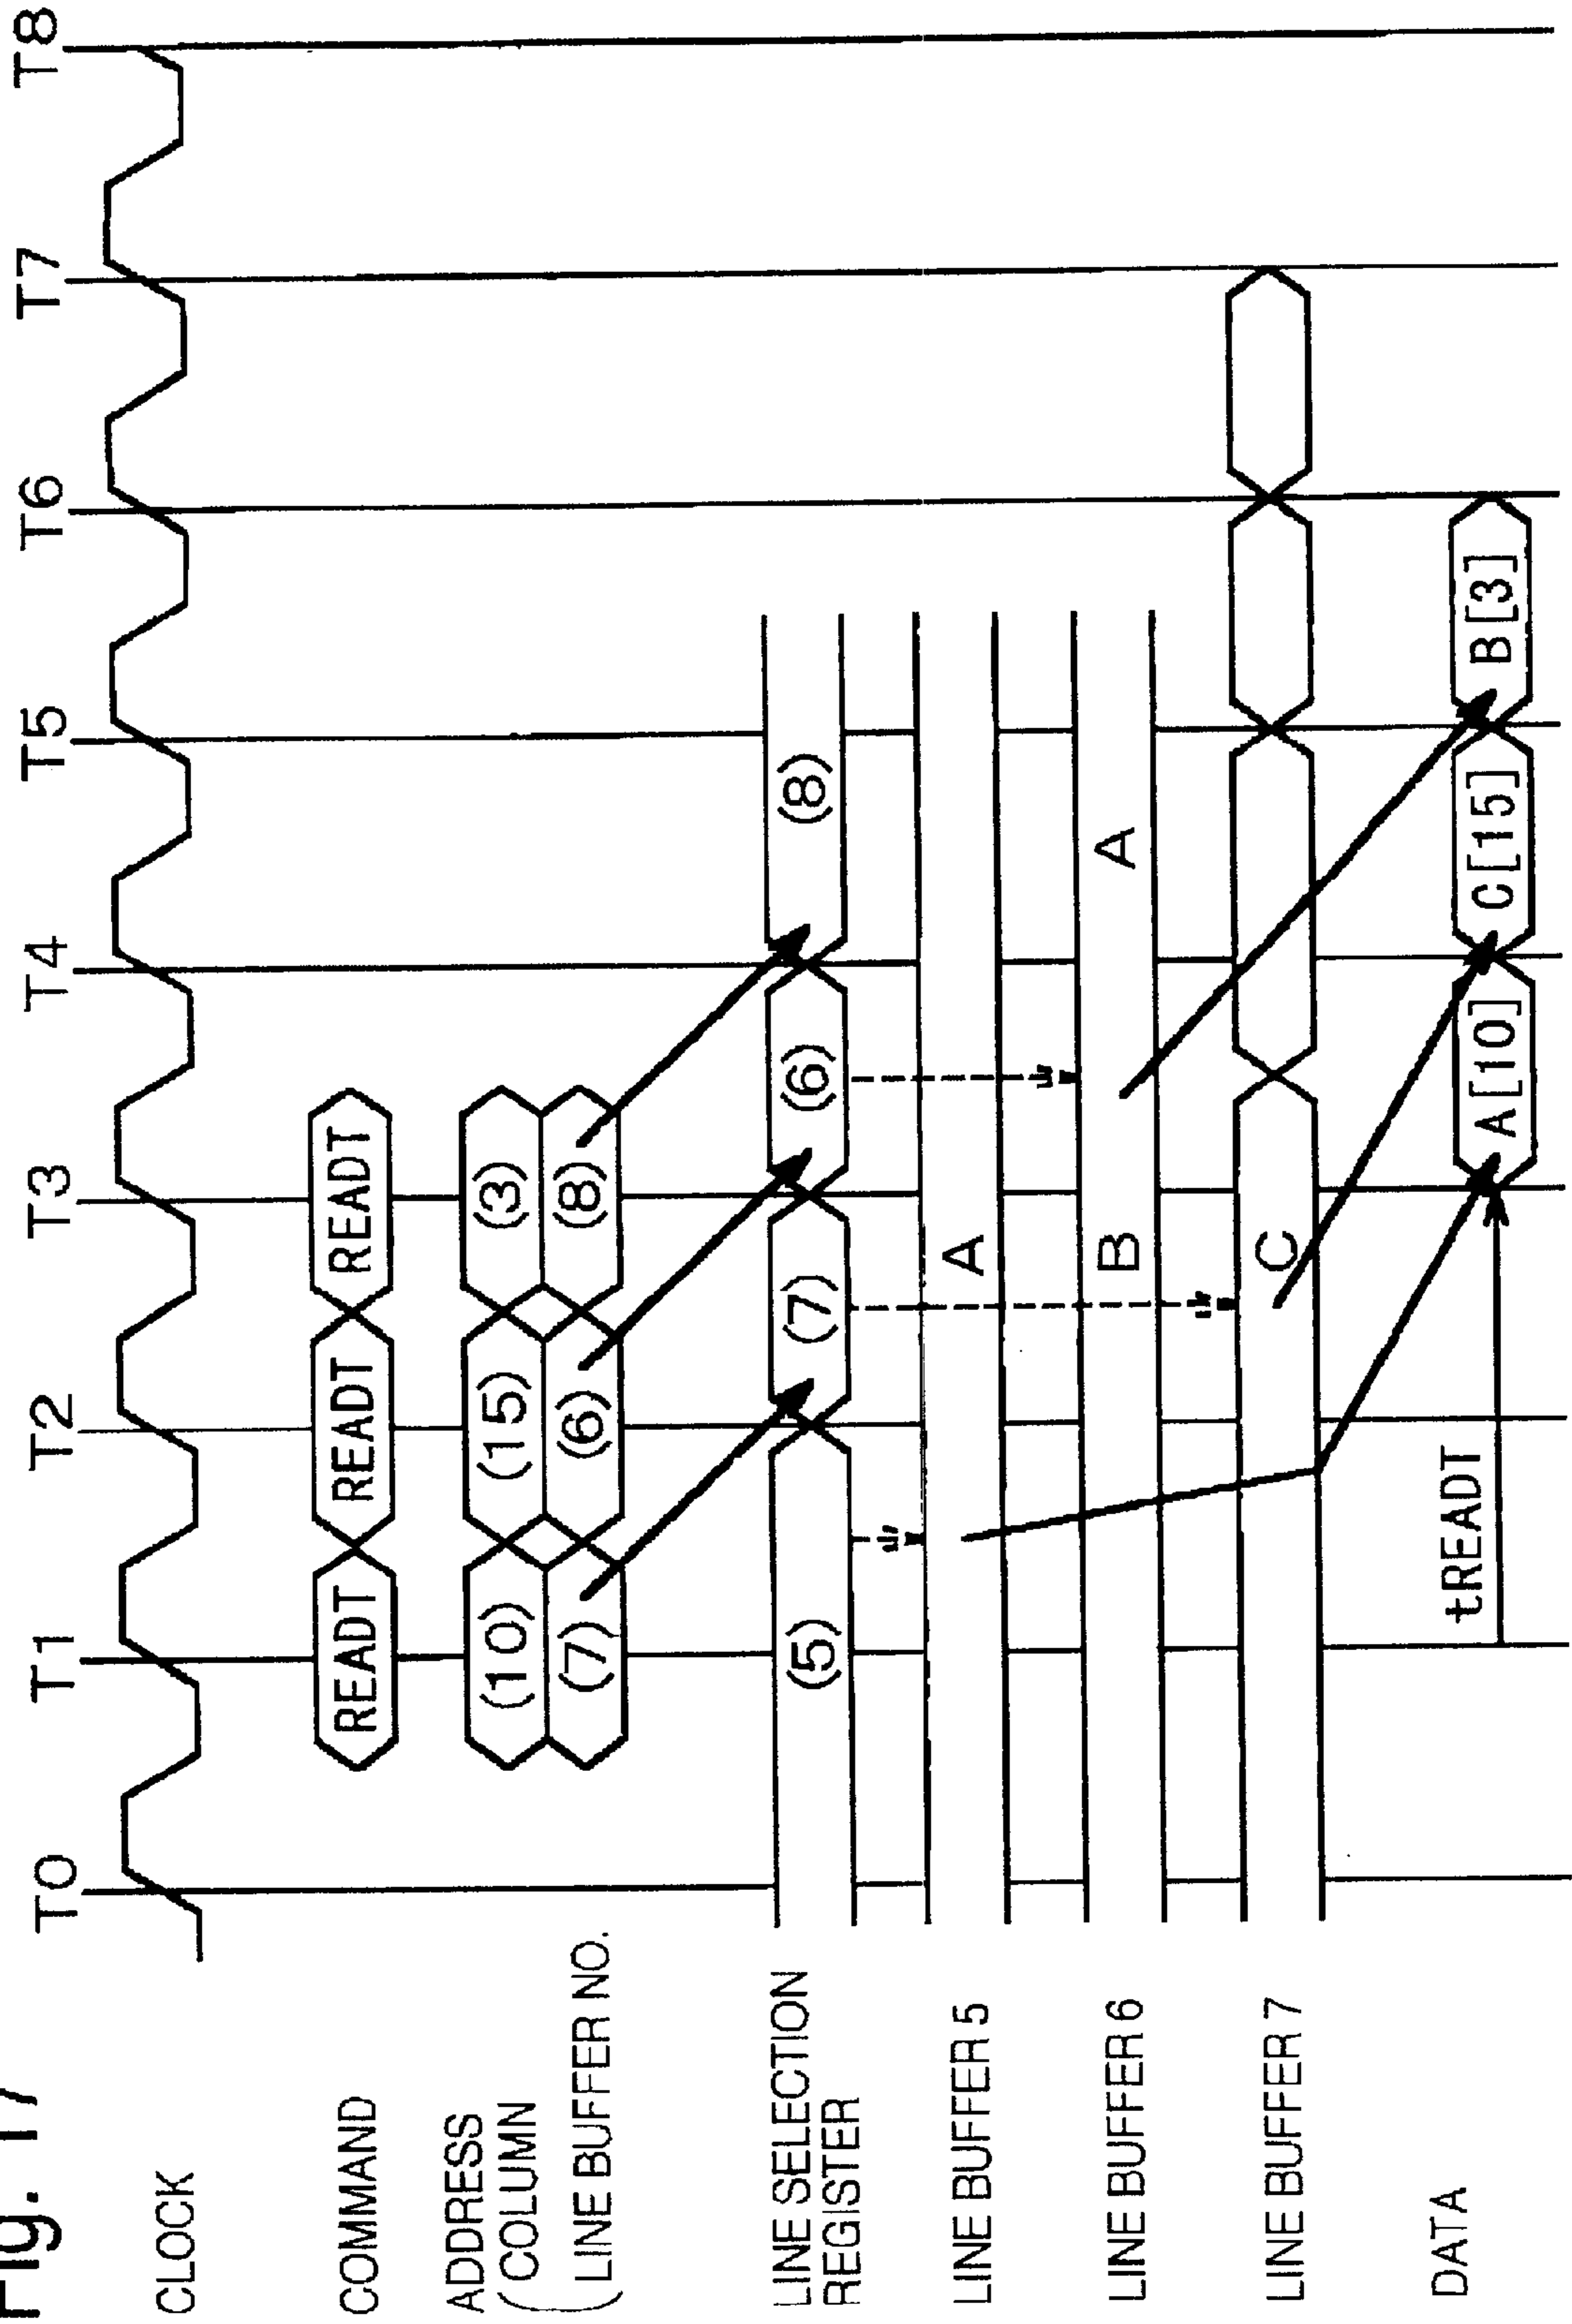 Fig. 17
T0 T1 T2 T3 T4 T5 T6 T7 T8
CLOCK
COMMAND READT READT READT
ADDRESS
(COLUMN (10) (15) (3)
LINE BUFFER NO. (7) (6) (8)
LINE SELECTION
REGISTER (5) (7) (6) (8)
LINE BUFFER 5 A
LINE BUFFER 6 B A
LINE BUFFER 7 C
DATA tREADT A[10] C[15] B[3]